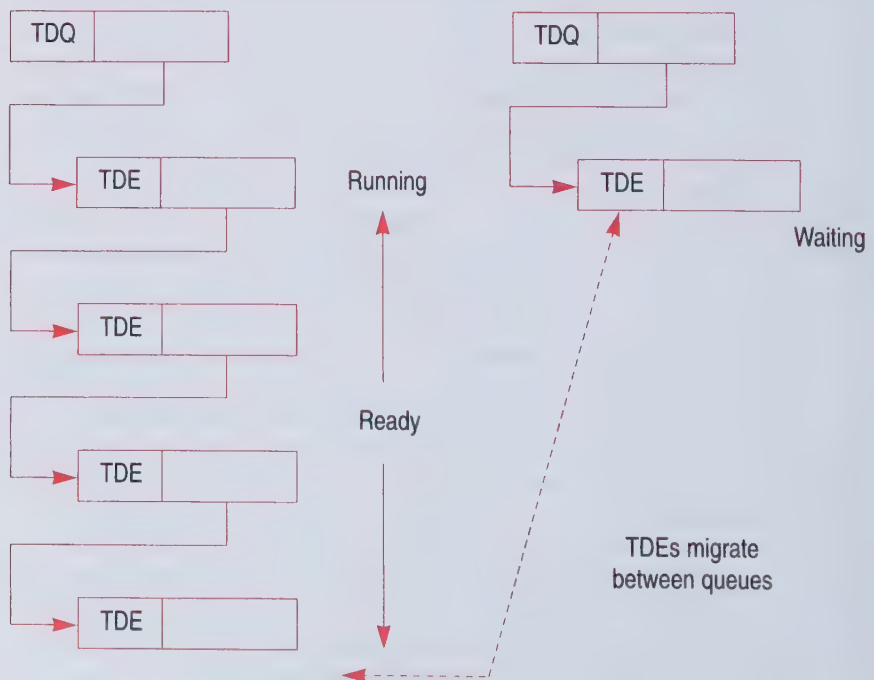 TDQ
TDQ
TDE
Running
TDE
Waiting
TDE
Ready
TDE
TDEs migrate
between queues
TDE